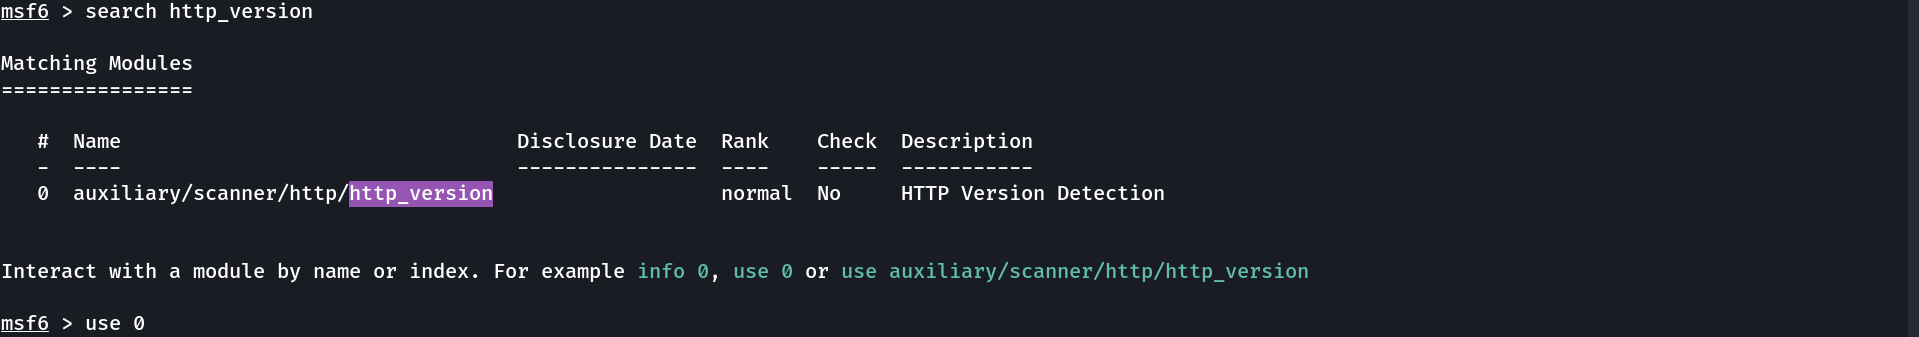 msf6 > search http_version
Matching Modules
================
   #  Name                                 Disclosure Date  Rank    Check  Description
   -  ----                                 ---------------  ----    -----  -----------
   0  auxiliary/scanner/http/http_version                   normal  No     HTTP Version Detection
Interact with a module by name or index. For example info 0, use 0 or use auxiliary/scanner/http/http_version
msf6 > use 0